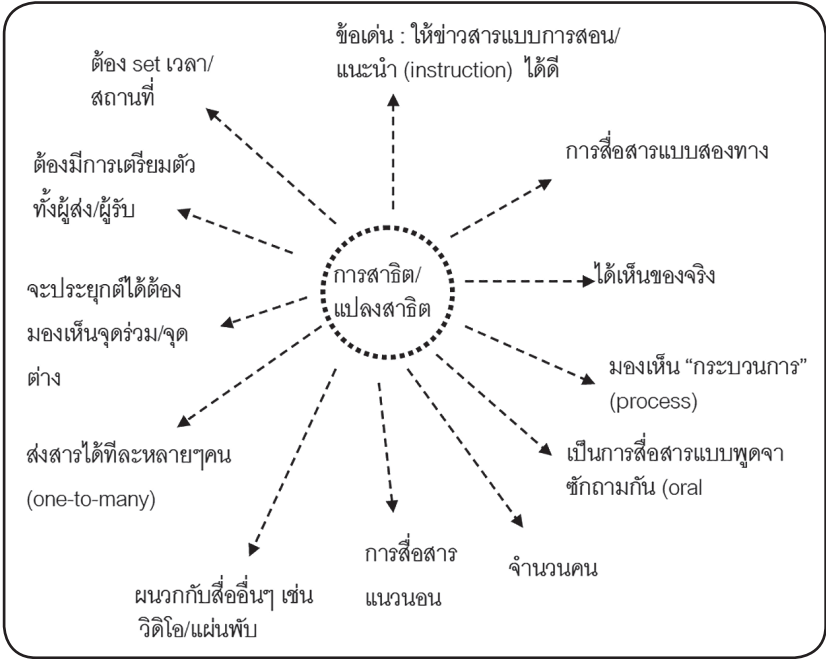 ข้อเด่น : ให้ข่าวสารแบบการสอน/
แนะนำ (instruction) ได้ดี
การสื่อสารแบบสองทาง
ได้เห็นของจริง
มองเห็น “กระบวนการ”
(process)
เป็นการสื่อสารแบบพูดจา
ซักถามกัน (oral
จำนวนคน
การสื่อสาร
แนวนอน
ผนวกกับสื่ออื่นๆ เช่น
วิดิโอ/แผ่นพับ
ส่งสารได้ทีละหลายๆคน
(one-to-many)
จะประยุกต์ได้ต้อง
มองเห็นจุดร่วม/จุด
ต่าง
ต้องมีการเตรียมตัว
ทั้งผู้ส่ง/ผู้รับ
ต้อง set เวลา/
สถานที่
การสาธิต/
แปลงสาธิต